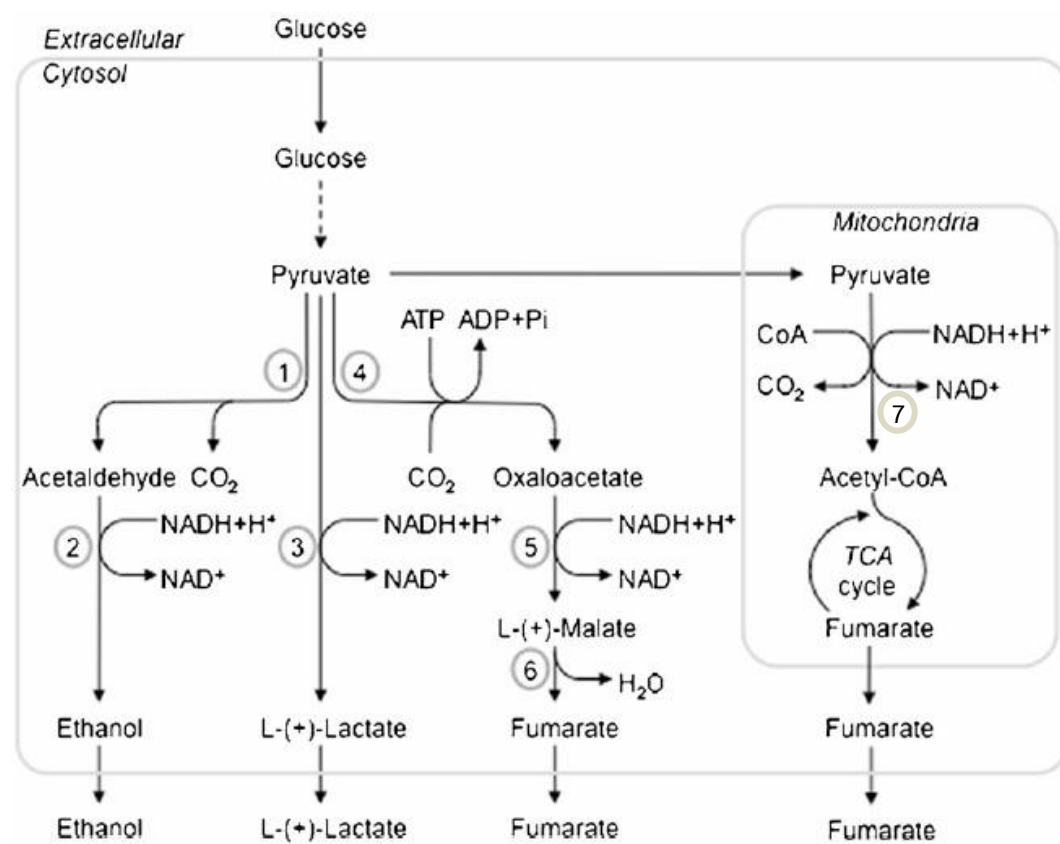 Glucose
Extracellular
Cytosol
Glucose
Mitochondria
Pyruvate
Pyruvate
ATP ADP+Pi
CoA
NADH+H⁺
1
4
CO₂
NAD⁺
7
Acetaldehyde CO₂
CO₂
Oxaloacetate
Acetyl-CoA
NADH+H⁺
NADH+H⁺
NADH+H⁺
2
3
5
TCA
cycle
NAD⁺
NAD⁺
NAD⁺
L-(+)-Malate
Fumarate
6
H₂O
Ethanol
L-(+)-Lactate
Fumarate
Fumarate
Ethanol
L-(+)-Lactate
Fumarate
Fumarate